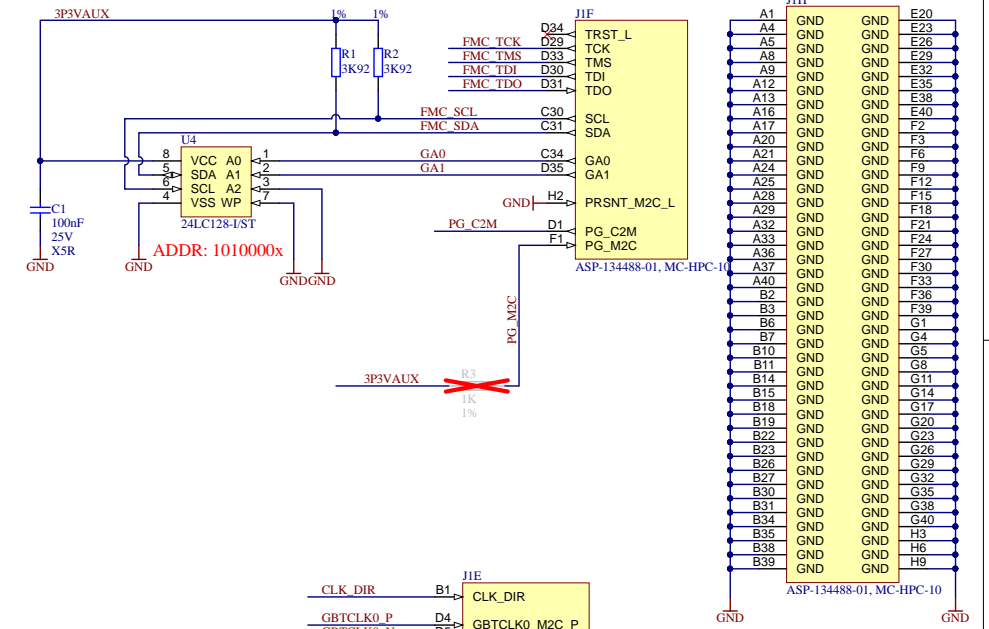 3P3VAUX
1%
1%
R1
3K92
R2
3K92
J1F
D34 TRST_L
FMC_TCK D29 TCK
FMC_TMS D33 TMS
FMC_TDI D30 TDI
FMC_TDO D31 TDO
FMC_SCL C30 SCL
FMC_SDA C31 SDA
GA0 C34 GA0
GA1 D35 GA1
GND H2 PRSNT_M2C_L
PG_C2M D1 PG_C2M
F1 PG_M2C
ASP-134488-01, MC-HPC-10
U4
8 VCC A0 1
5 SDA A1 2
6 SCL A2 3
4 VSS WP 7
24LC128-I/ST
ADDR: 1010000x
C1
100nF
25V
X5R
GND
GND
GND
GND
PG_M2C
3P3VAUX
R3
1K
1%
A1 GND GND E20
A4 GND GND E23
A5 GND GND E26
A8 GND GND E29
A9 GND GND E32
A12 GND GND E35
A13 GND GND E38
A16 GND GND E40
A17 GND GND F2
A20 GND GND F3
A21 GND GND F6
A24 GND GND F9
A25 GND GND F12
A28 GND GND F15
A29 GND GND F18
A32 GND GND F21
A33 GND GND F24
A36 GND GND F27
A37 GND GND F30
A40 GND GND F33
B2 GND GND F36
B3 GND GND F39
B6 GND GND G1
B7 GND GND G4
B10 GND GND G5
B11 GND GND G8
B14 GND GND G11
B15 GND GND G14
B18 GND GND G17
B19 GND GND G20
B22 GND GND G23
B23 GND GND G26
B26 GND GND G29
B27 GND GND G32
B30 GND GND G35
B31 GND GND G38
B34 GND GND G40
B35 GND GND H3
B38 GND GND H6
B39 GND GND H9
ASP-134488-01, MC-HPC-10
GND
GND
J1E
CLK_DIR B1 CLK_DIR
GBTCLK0_P D4 GBTCLK0_M2C_P